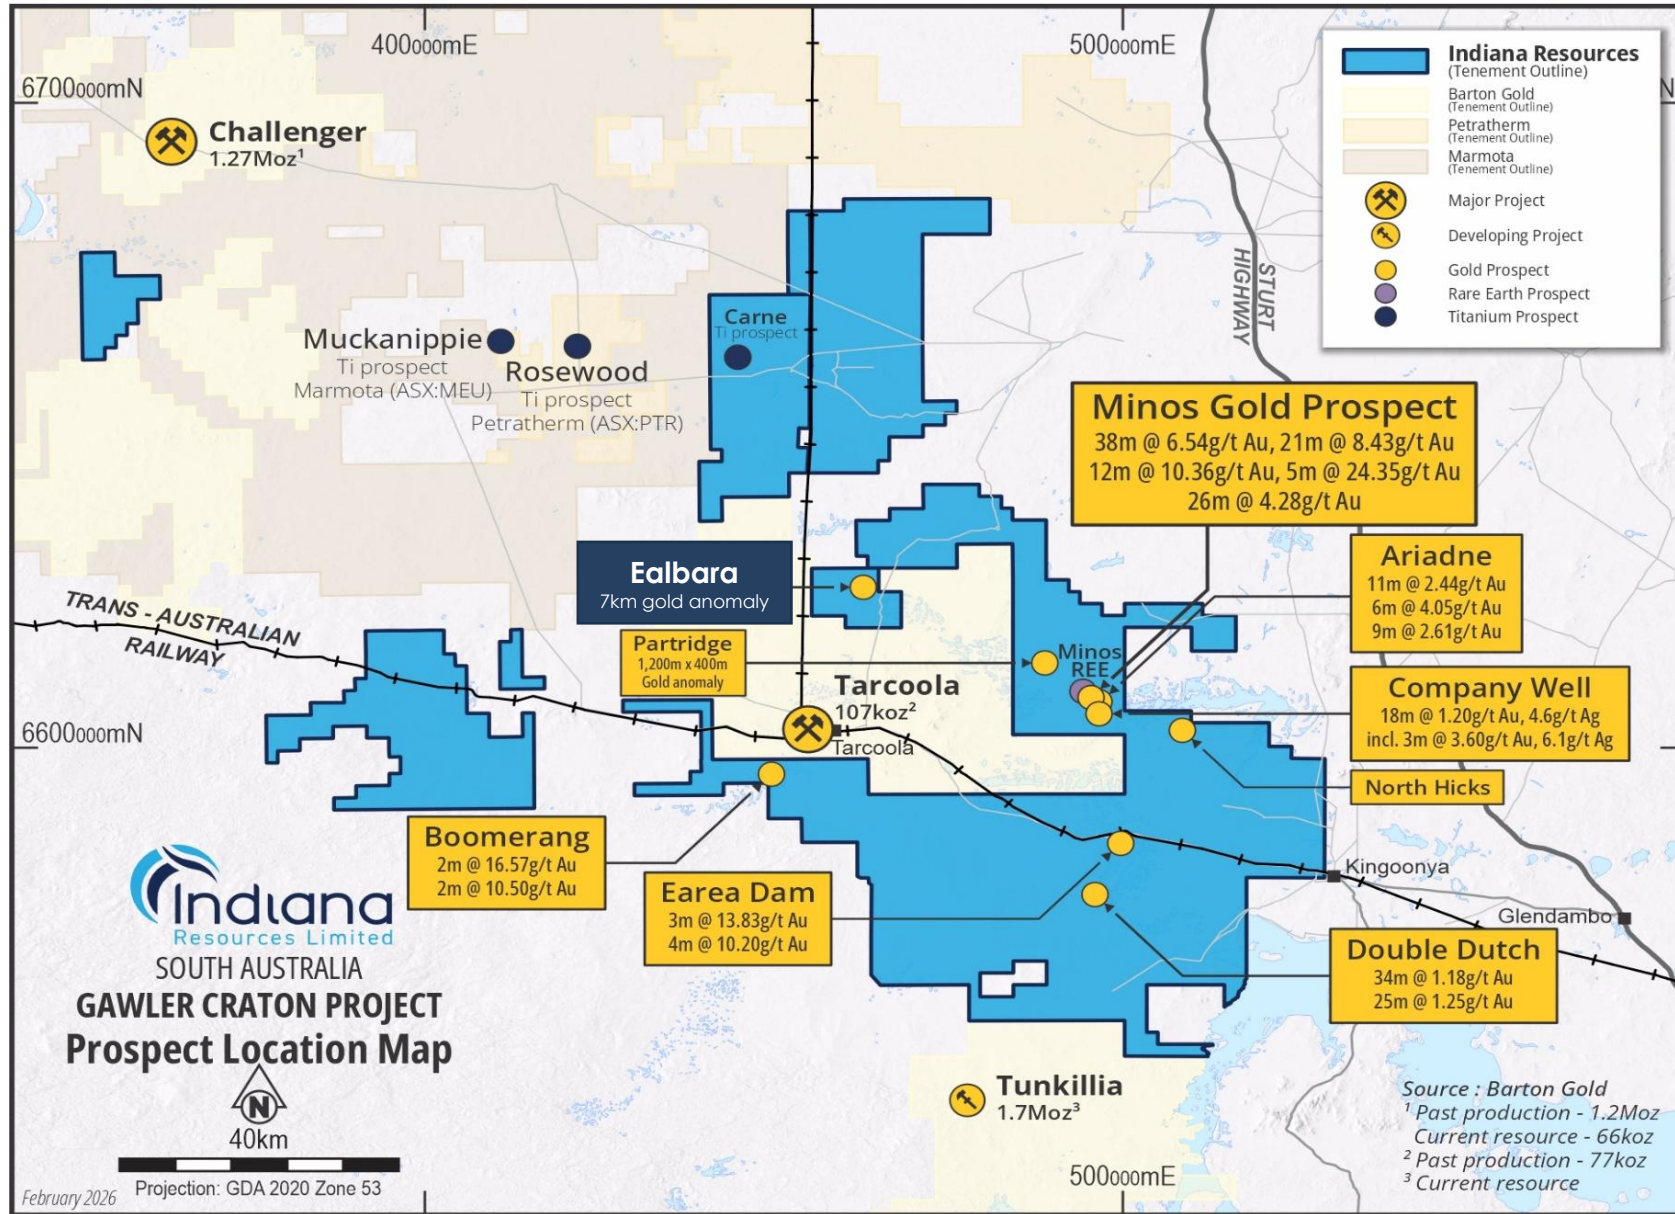 400000mE
500000mE
6700000mN
N
Indiana Resources
(Tenement Outline)
Barton Gold
(Tenement Outline)
Petratherm
(Tenement Outline)
Marmota
(Tenement Outline)
Major Project
Developing Project
Gold Prospect
Rare Earth Prospect
Titanium Prospect
Challenger
1.27Moz¹
STURT
HIGHWAY
Muckanippie
Ti prospect
Marmota (ASX:MEU)
Rosewood
Ti prospect
Petratherm (ASX:PTR)
Carne
Ti prospect
Minos Gold Prospect
38m @ 6.54g/t Au, 21m @ 8.43g/t Au
12m @ 10.36g/t Au, 5m @ 24.35g/t Au
26m @ 4.28g/t Au
Ealbara
7km gold anomaly
Ariadne
11m @ 2.44g/t Au
6m @ 4.05g/t Au
9m @ 2.61g/t Au
TRANS - AUSTRALIAN
RAILWAY
Partridge
1,200m x 400m
Gold anomaly
Minos
REE
Tarcoola
107koz²
Tarcoola
Company Well
18m @ 1.20g/t Au, 4.6g/t Ag
incl. 3m @ 3.60g/t Au, 6.1g/t Ag
6600000mN
North Hicks
Boomerang
2m @ 16.57g/t Au
2m @ 10.50g/t Au
Earea Dam
3m @ 13.83g/t Au
4m @ 10.20g/t Au
Kingoonya
Glendambo
Double Dutch
34m @ 1.18g/t Au
25m @ 1.25g/t Au
Indiana
Resources Limited
SOUTH AUSTRALIA
GAWLER CRATON PROJECT
Prospect Location Map
N
40km
Projection: GDA 2020 Zone 53
February 2026
Tunkillia
1.7Moz³
500000mE
Source : Barton Gold
¹ Past production - 1.2Moz
Current resource - 66koz
² Past production - 77koz
³ Current resource